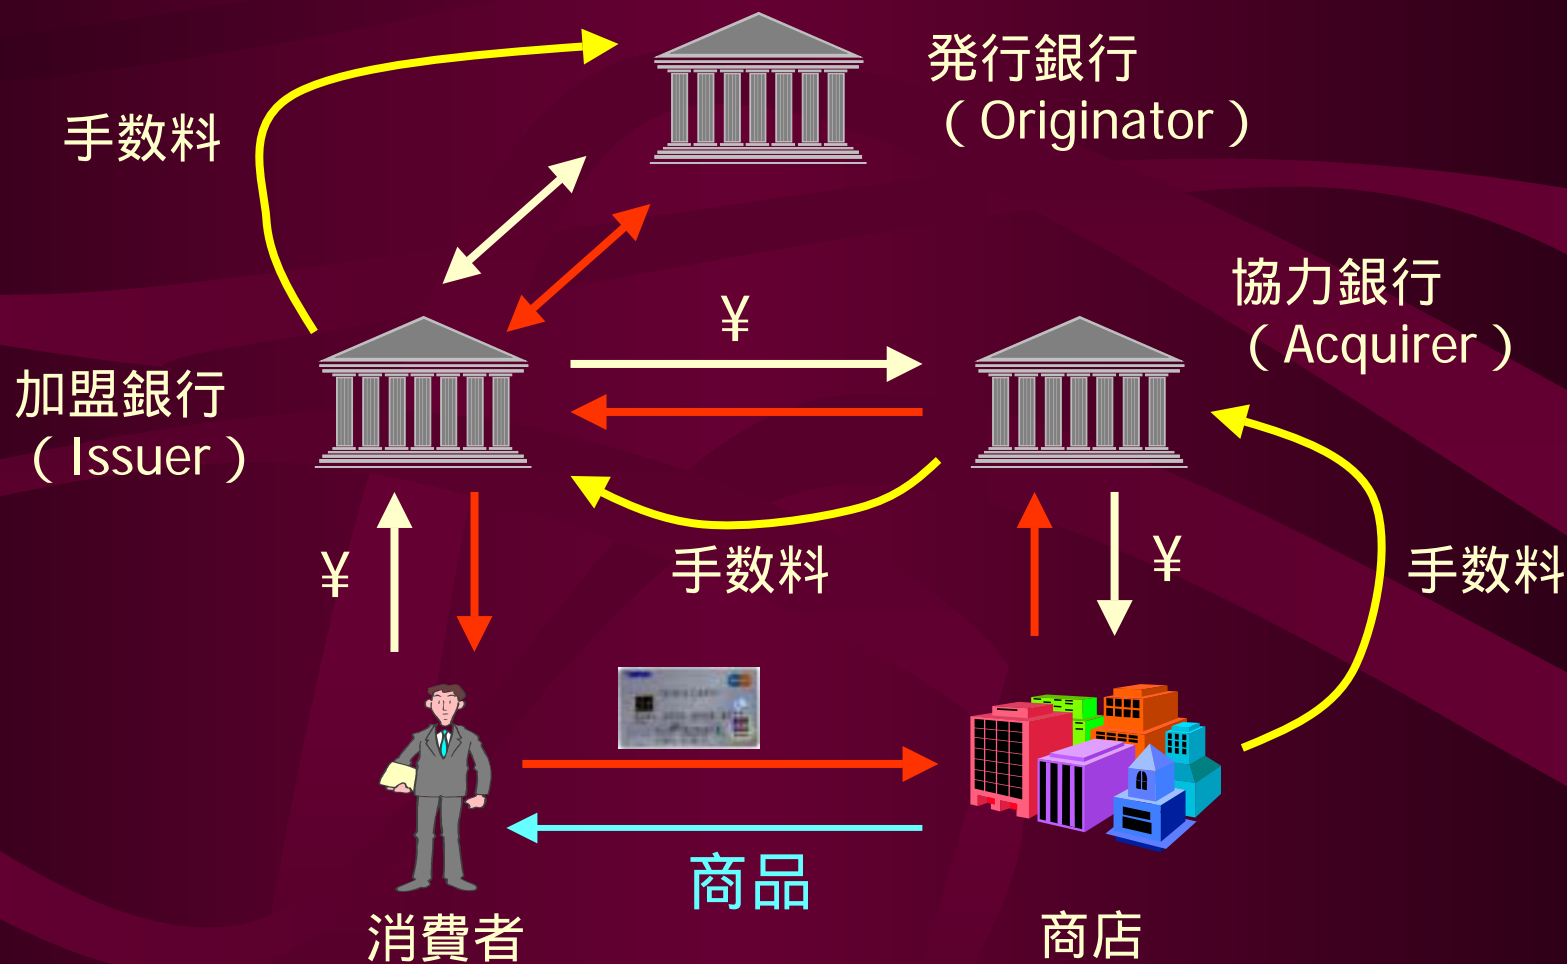 発行銀行
（Originator）
手数料
協力銀行
（Acquirer）
¥
加盟銀行
（Issuer）
¥
手数料
¥
手数料
商品
消費者
商店